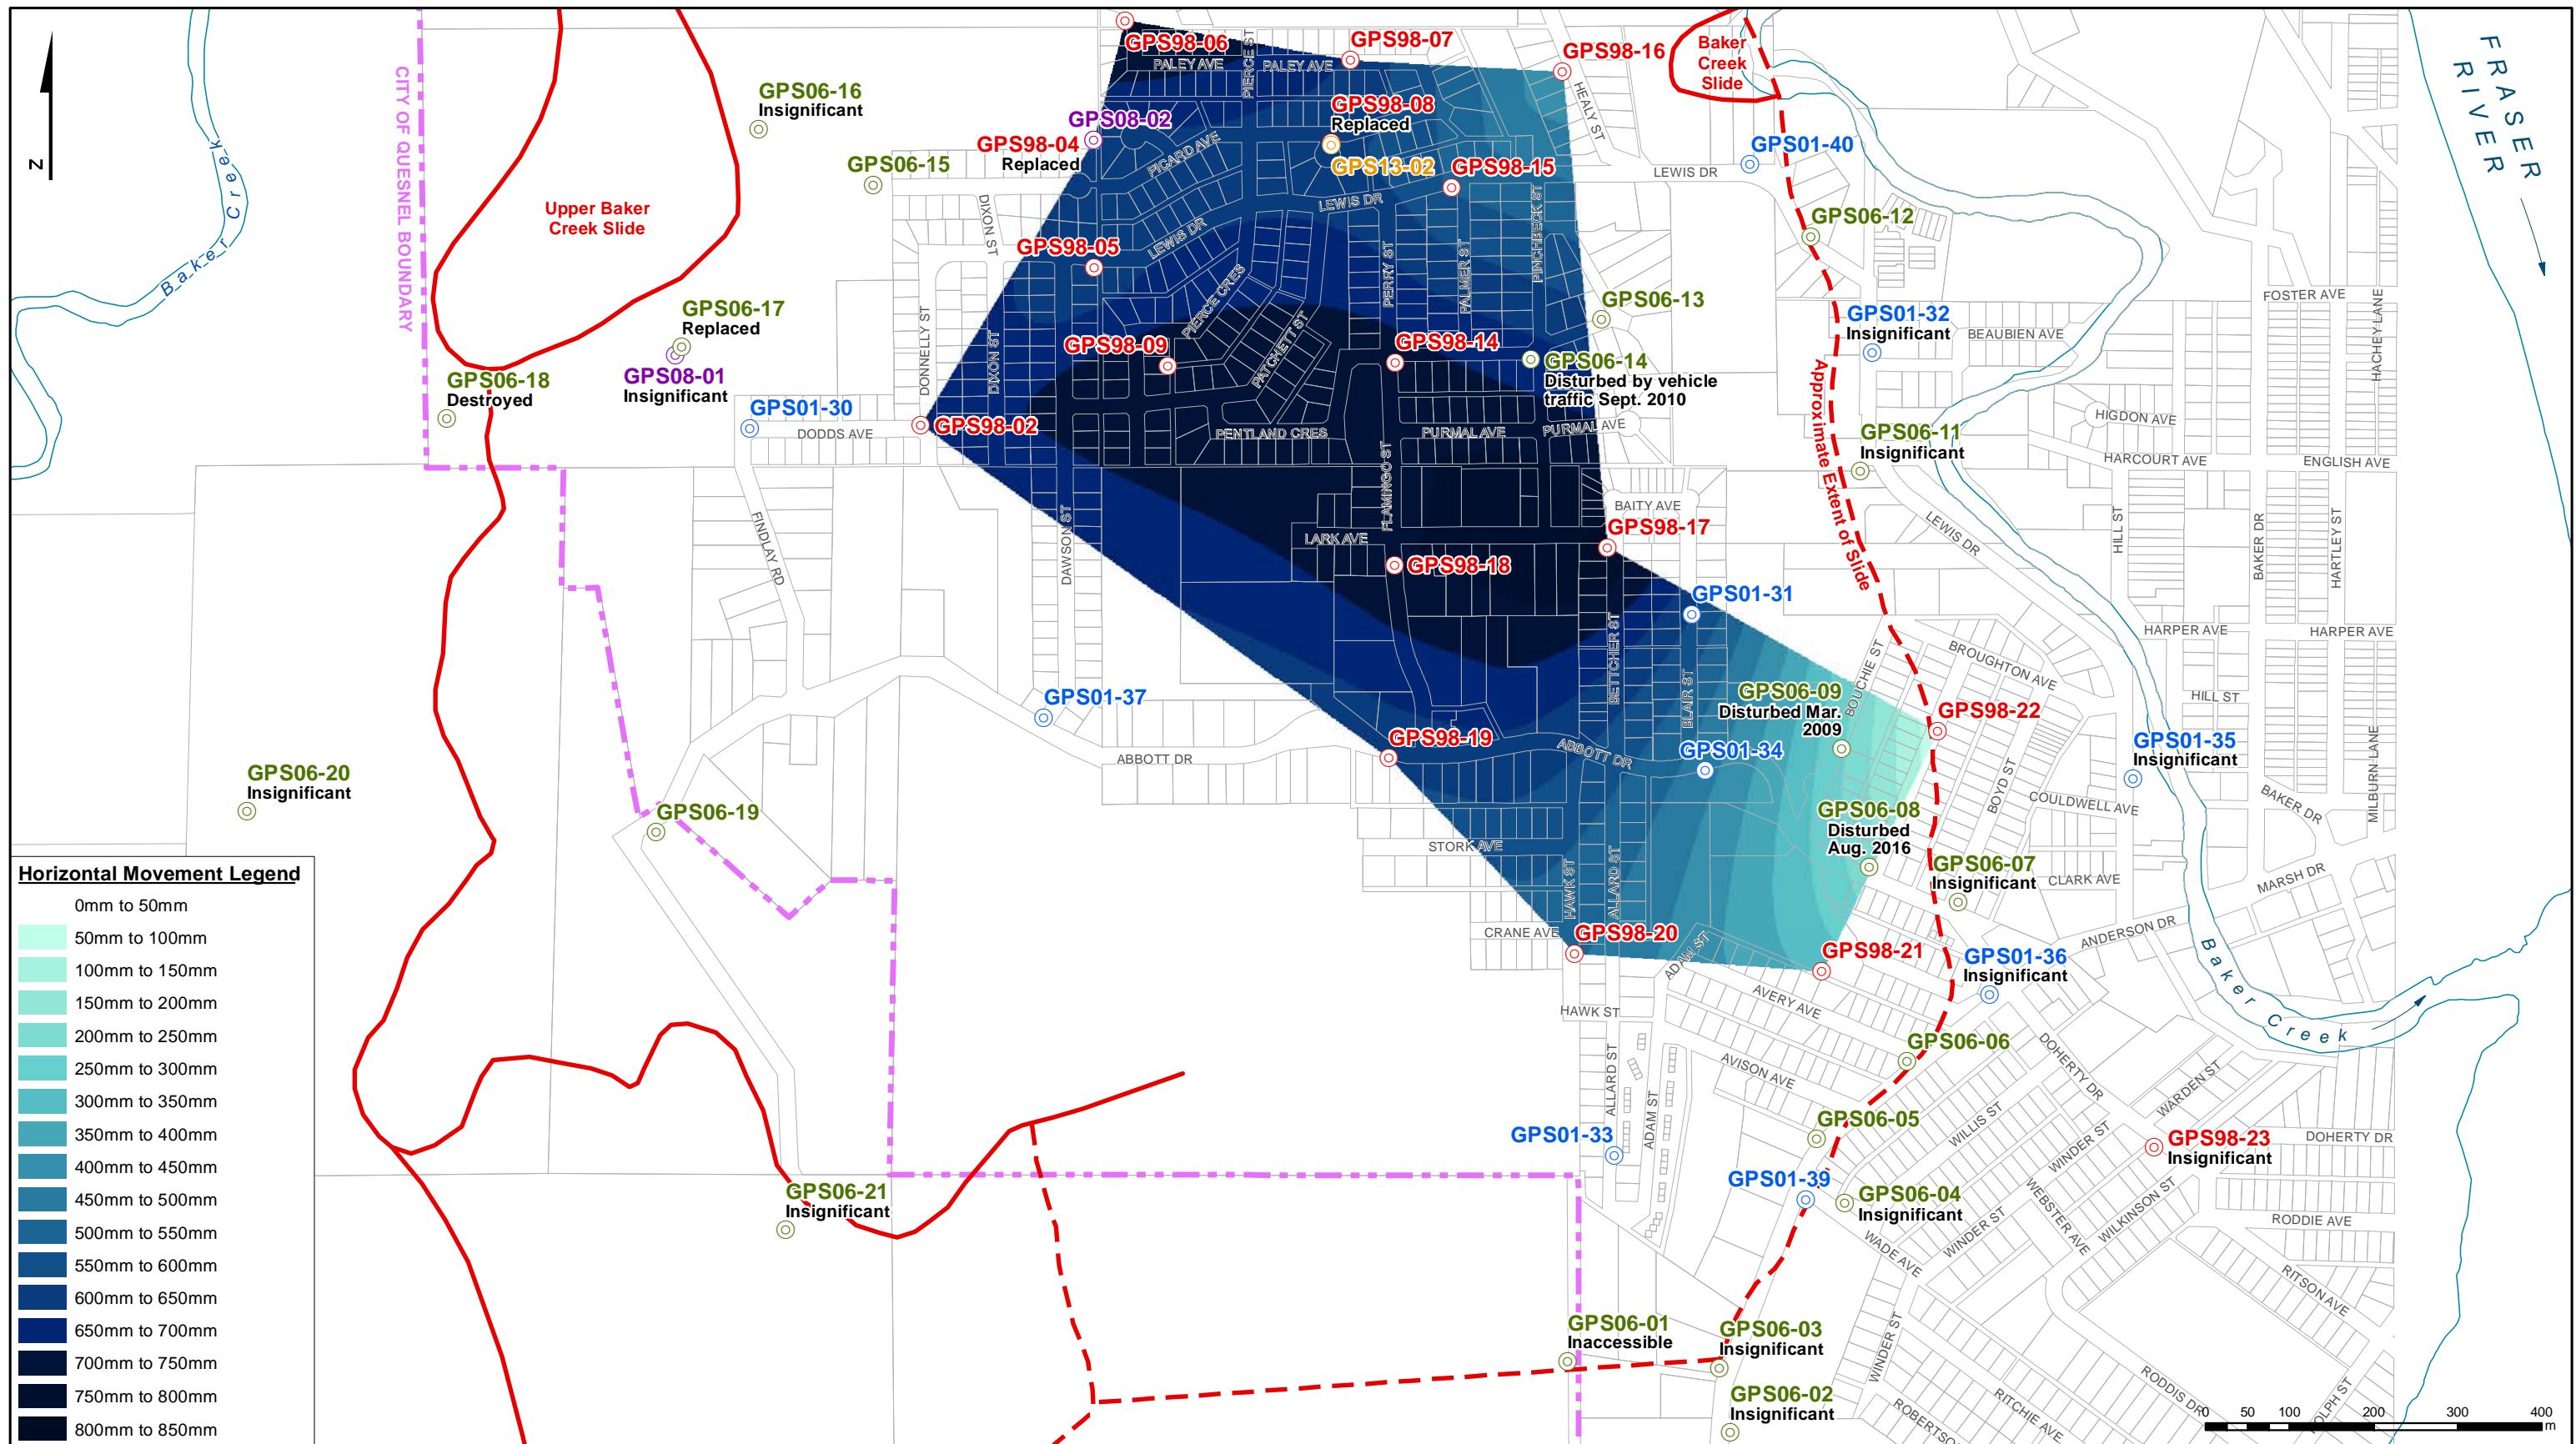 GPS98-06
GPS98-07
GPS98-16
Baker
Creek
Slide
FRASER
RIVER
CITY OF QUESNEL BOUNDARY
PALEY AVE
PIERCE ST
PALEY AVE
HEALY ST
GPS06-16
Insignificant
GPS08-02
GPS98-08
Replaced
GPS13-02
GPS98-04
Replaced
PICARD AVE
GPS98-15
GPS01-40
LEWIS DR
GPS06-15
Baker Creek
Upper Baker
Creek Slide
DIXON ST
LEWIS DR
LEWIS DR
PINCHBECK ST
GPS06-12
GPS98-05
PERRY ST
PALMER ST
PIERCE CRES
GPS06-17
Replaced
GPS06-13
FOSTER AVE
HACHEY LANE
GPS01-32
Insignificant
BEAUBIEN AVE
DONNELLY ST
DIXON ST
GPS98-09
PATCHETT ST
GPS98-14
GPS06-14
Disturbed by vehicle
traffic Sept. 2010
Approximate Extent of Slide
GPS06-18
Destroyed
GPS08-01
Insignificant
GPS01-30
DODDS AVE
GPS98-02
PENTLAND CRES
PURMAL AVE
PURMAL AVE
HIGDON AVE
GPS06-11
Insignificant
HARCOURT AVE
ENGLISH AVE
FINDLAY RD
DAWSON ST
FLAMINGO ST
BAITY AVE
GPS98-17
LARK AVE
LEWIS DR
HILL ST
BAKER DR
HARTLEY ST
GPS98-18
GPS01-31
BETTCHER ST
BLAIR ST
BOUCHIE ST
BROUGHTON AVE
HARPER AVE
HARPER AVE
HILL ST
GPS01-37
GPS06-09
Disturbed Mar.
2009
GPS98-22
GPS98-19
ABBOTT DR
ABBOTT DR
GPS01-34
GPS01-35
Insignificant
BOYD ST
MILBURN LANE
GPS06-20
Insignificant
GPS06-19
COULDWELL AVE
BAKER DR
GPS06-08
Disturbed
Aug. 2016
STORK AVE
HAWK ST
ALLARD ST
GPS06-07
Insignificant
CLARK AVE
MARSH DR
CRANE AVE
GPS98-20
ADAM ST
GPS98-21
ANDERSON DR
GPS01-36
Insignificant
Baker Creek
HAWK ST
AVERY AVE
GPS06-06
DOHERTY DR
AVISON AVE
ALLARD ST
ADAM ST
WARDEN ST
GPS06-05
WILLIS ST
WINDER ST
GPS01-33
GPS98-23
Insignificant
DOHERTY DR
GPS01-39
GPS06-04
Insignificant
WEBSTER AVE
WILKINSON ST
GPS06-21
Insignificant
WINDER ST
WADE AVE
RODDIE AVE
RITSON AVE
GPS06-01
Inaccessible
GPS06-03
Insignificant
WINDER ST
GPS06-02
Insignificant
RITCHIE AVE
RODDIS DR
Horizontal Movement Legend
0mm to 50mm
50mm to 100mm
100mm to 150mm
150mm to 200mm
200mm to 250mm
250mm to 300mm
300mm to 350mm
350mm to 400mm
400mm to 450mm
450mm to 500mm
500mm to 550mm
550mm to 600mm
600mm to 650mm
650mm to 700mm
700mm to 750mm
750mm to 800mm
800mm to 850mm
0 50 100 200 300 400
m
N